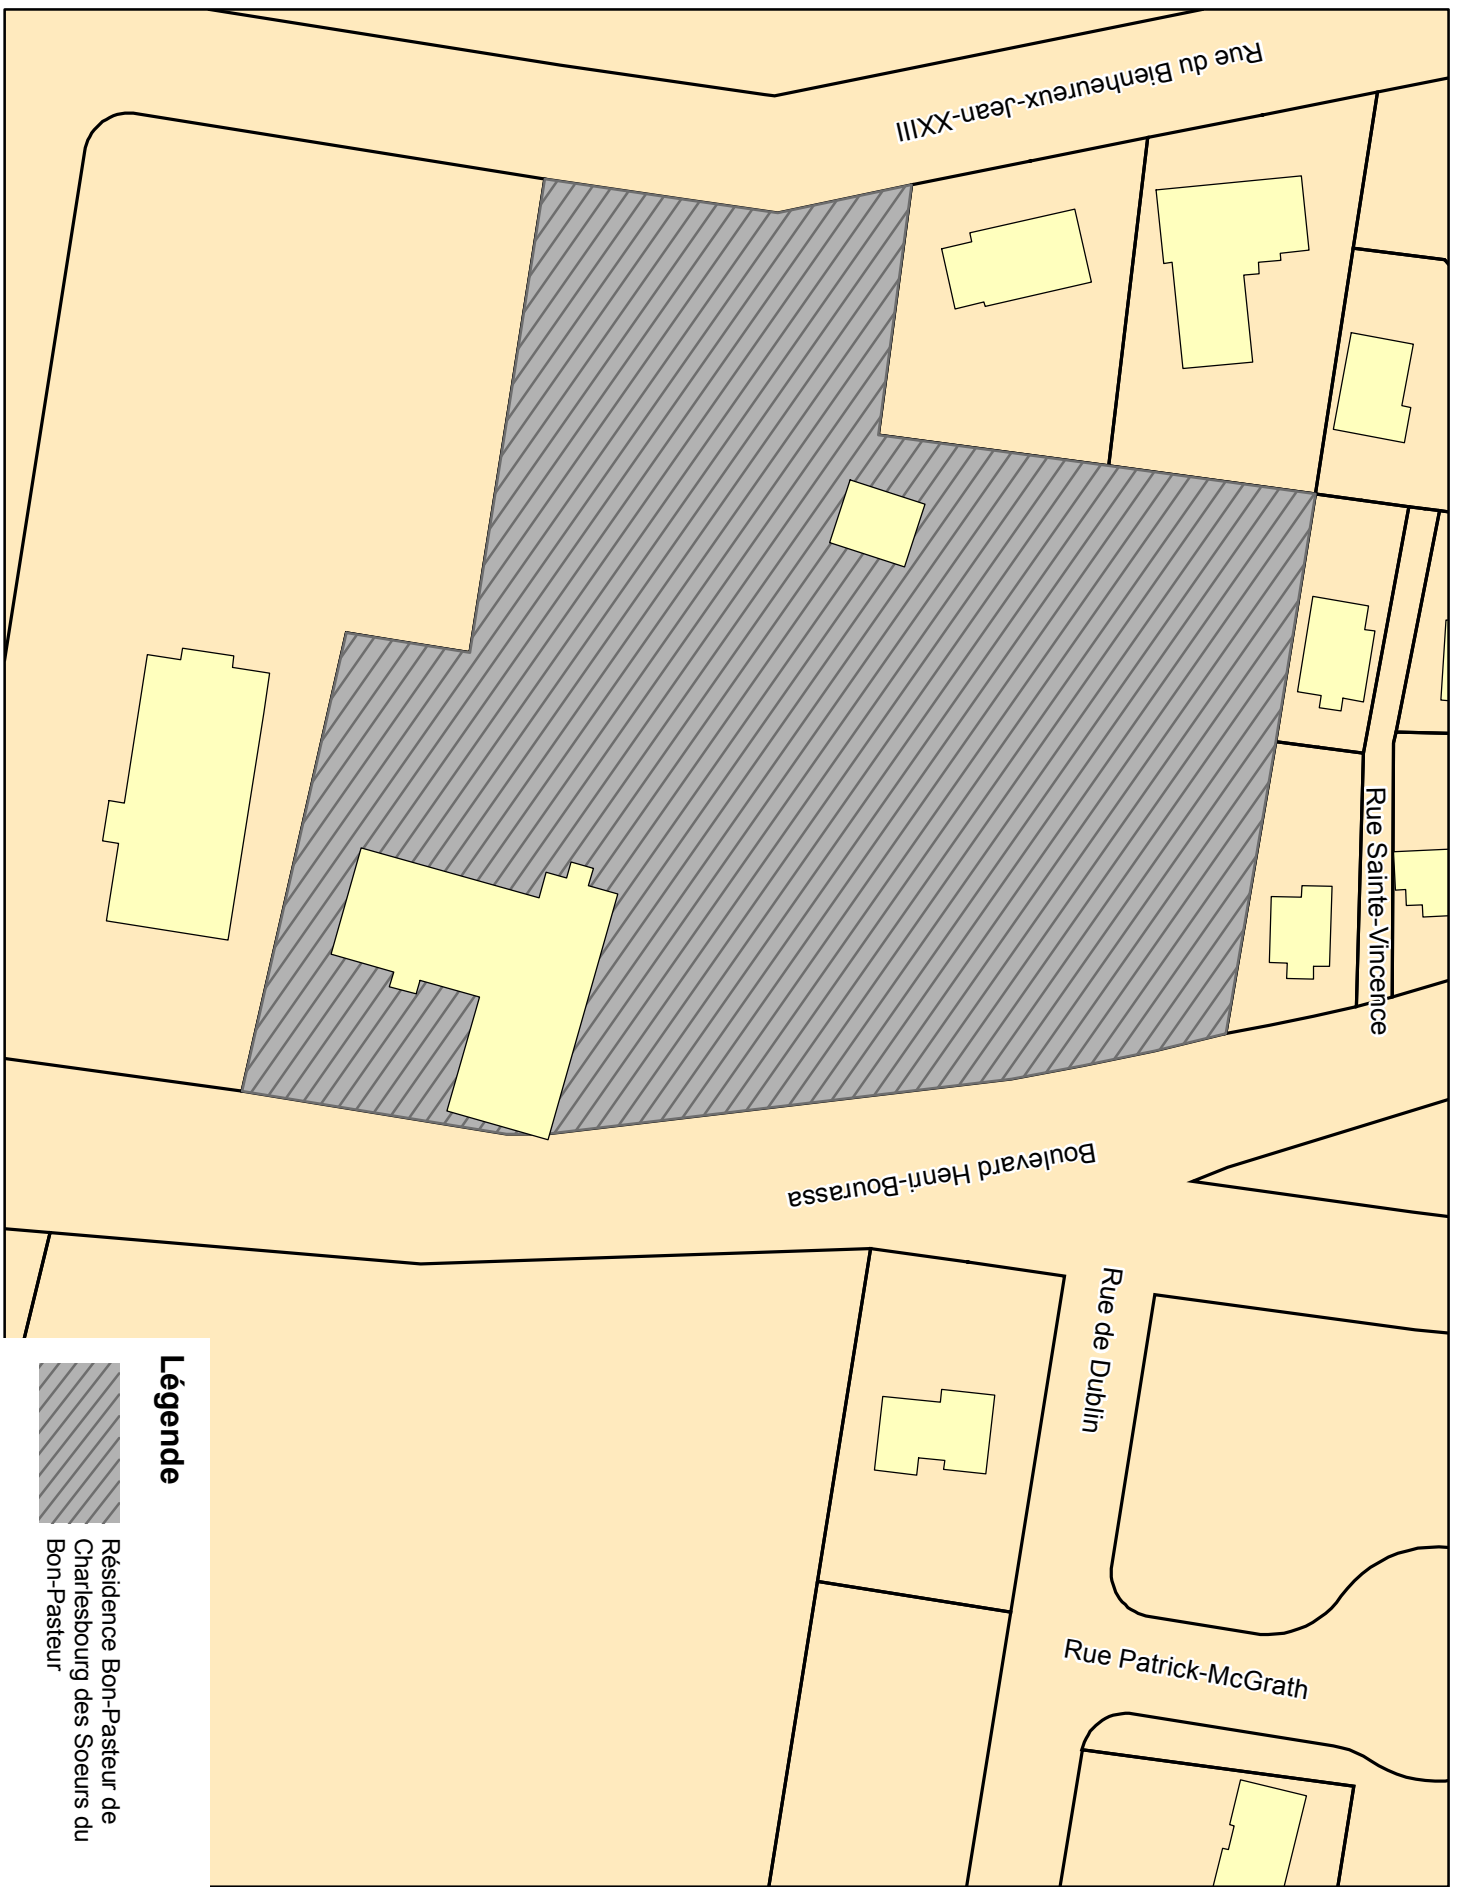 Rue du Bienheureux-Jean-XXIII
Rue Sainte-Vincence
Boulevard Henri-Bourassa
Rue de Dublin
Rue Patrick-McGrath
Légende
Résidence Bon-Pasteur de
Charlesbourg des Soeurs du
Bon-Pasteur